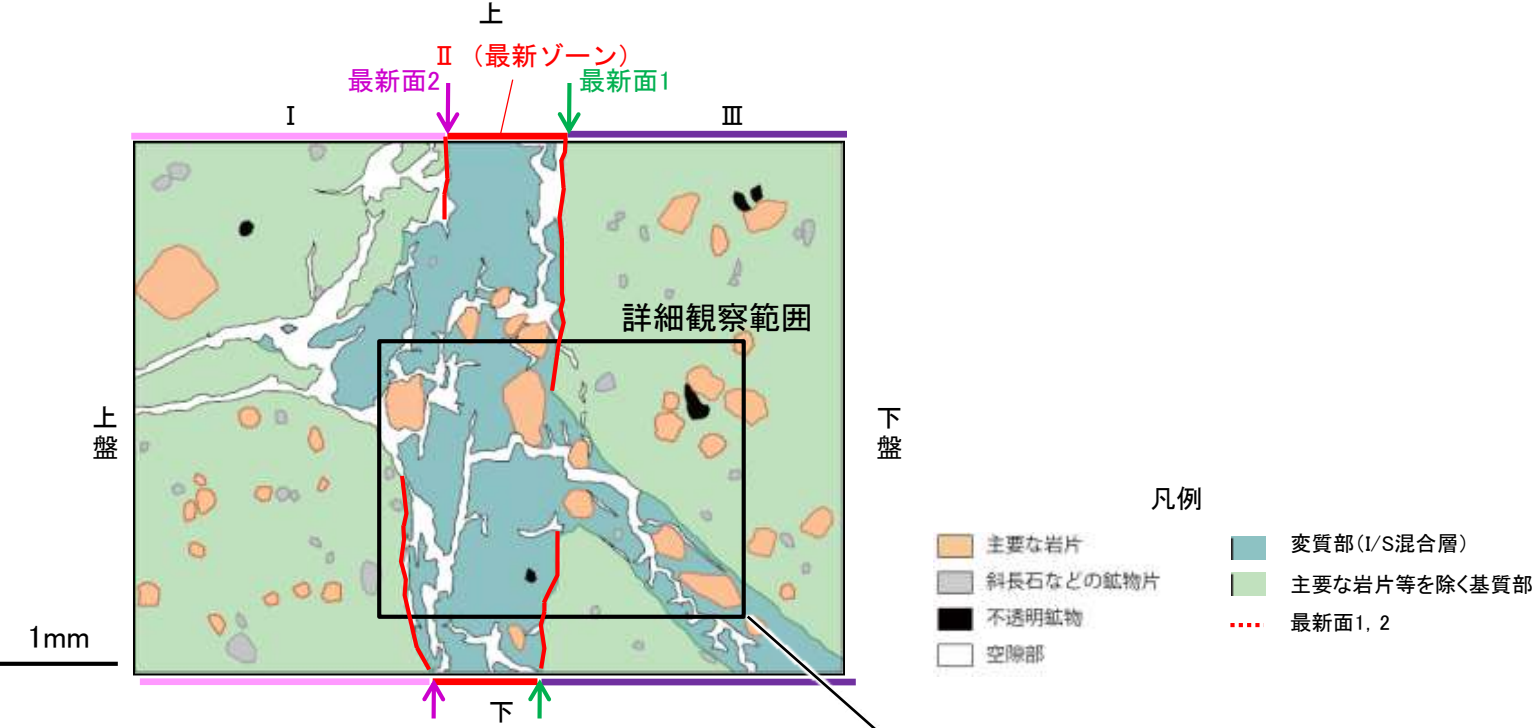 上
Ⅱ （最新ゾーン）
最新面2
最新面1
Ⅰ
Ⅲ
詳細観察範囲
上盤
下盤
1mm
下
凡例
主要な岩片
斜長石などの鉱物片
不透明鉱物
空隙部
変質部(I/S混合層)
主要な岩片等を除く基質部
最新面1, 2